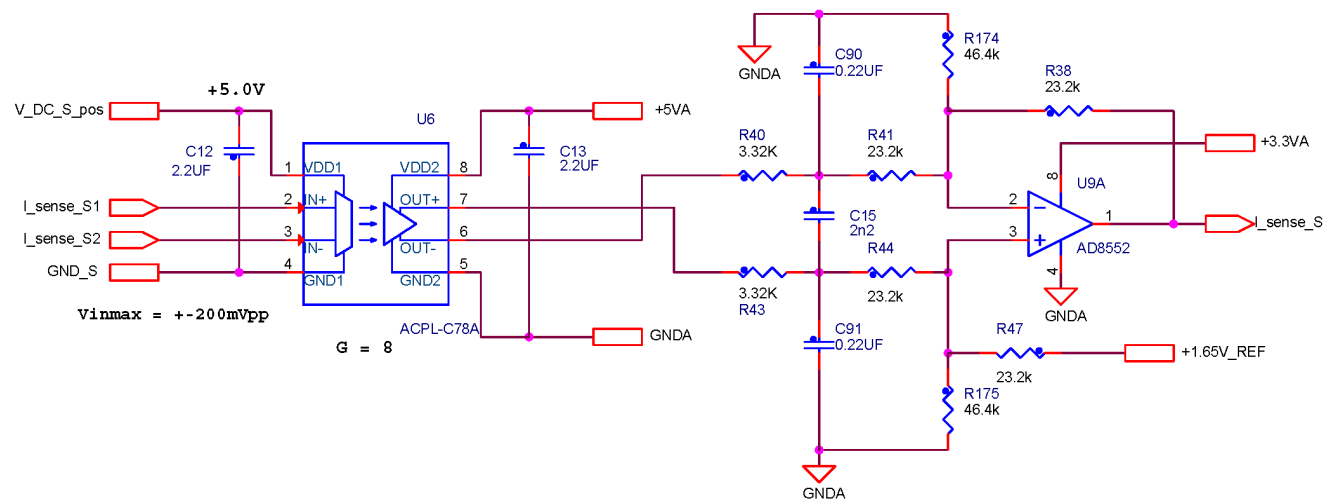 C90
0.22UF
R174
46.4k
GNDA
R38
23.2k
V_DC_S_pos
+5.0V
U6
+5VA
C12
2.2UF
C13
2.2UF
R40
3.32K
R41
23.2k
+3.3VA
1
VDD1
VDD2
8
8
U9A
I_sense_S1
2
IN+
OUT+
7
C15
2n2
2
1
I_sense_S
I_sense_S2
3
IN-
OUT-
6
3
AD8552
R44
GND_S
4
GND1
GND2
5
4
3.32K
R43
23.2k
GNDA
Vinmax = +-200mVpp
ACPL-C78A
GNDA
G = 8
C91
0.22UF
R47
23.2k
+1.65V_REF
R175
46.4k
GNDA